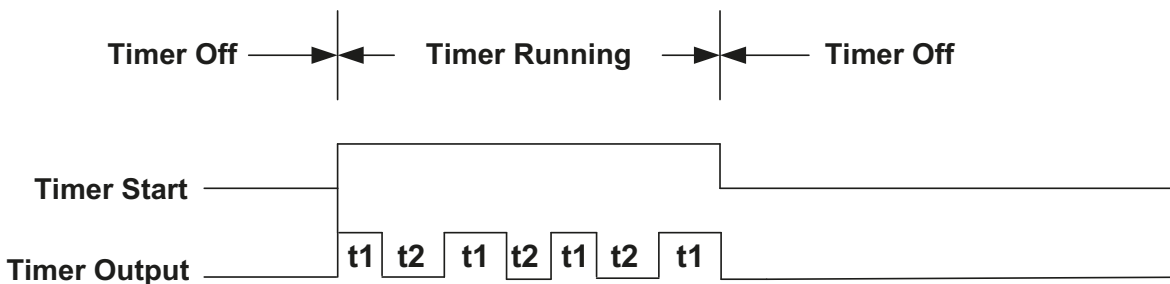 Timer Off Timer Running Timer Off
Timer Start
t1 t2 t1 t2 t1 t2 t1
Timer Output